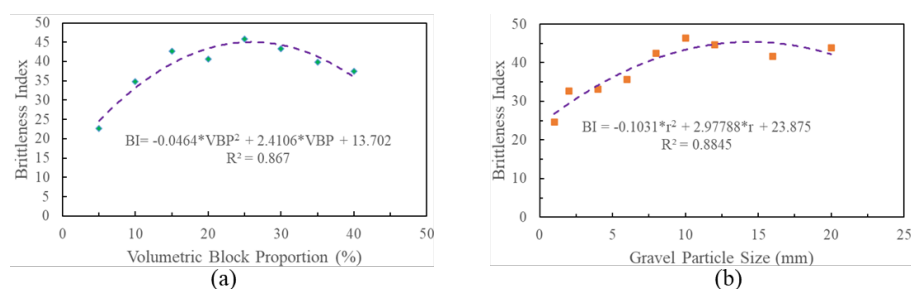 50
45
40
35
30
25
20
15
10
5
0
Brittleness Index
BI= -0.0464*VBP² + 2.4106*VBP + 13.702
R² = 0.867
0 10 20 30 40 50
Volumetric Block Proportion (%)
(a)
50
40
30
20
10
0
Brittleness Index
BI = -0.1031*r² + 2.97788*r + 23.875
R² = 0.8845
0 5 10 15 20 25
Gravel Particle Size (mm)
(b)